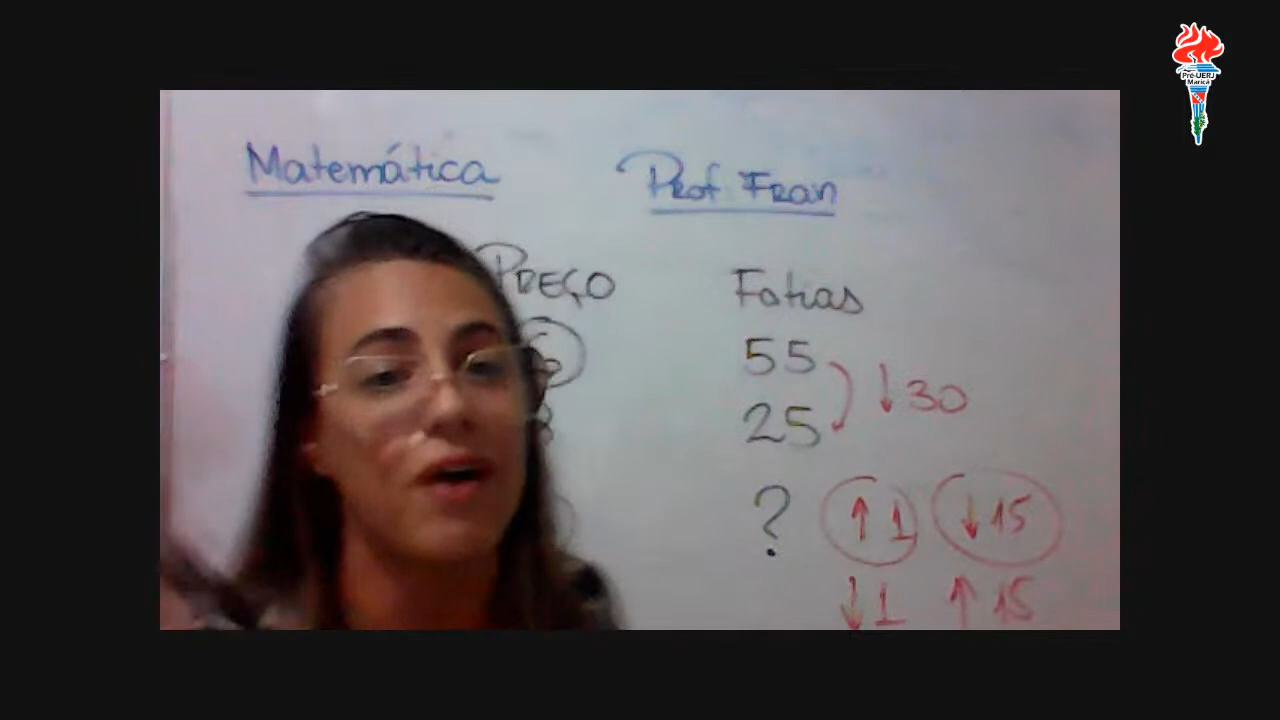 Pré-UERJ
Maricá
Matemática Prof. Fran
PREÇO Fatias
55 ↓30
25
? ↑1 ↓15
↓1 ↑15